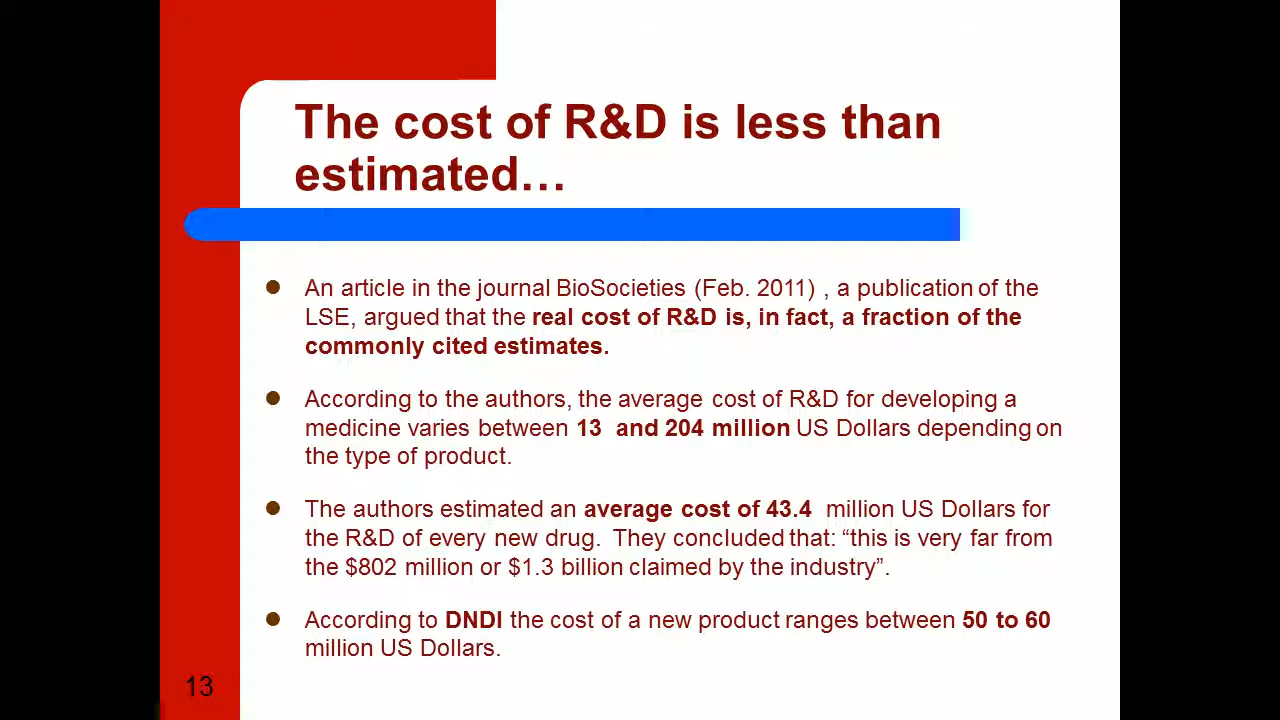 The cost of R&D is less than
estimated…
An article in the journal BioSocieties (Feb. 2011) , a publication of the
LSE, argued that the real cost of R&D is, in fact, a fraction of the
commonly cited estimates.
According to the authors, the average cost of R&D for developing a
medicine varies between 13 and 204 million US Dollars depending on
the type of product.
The authors estimated an average cost of 43.4 million US Dollars for
the R&D of every new drug. They concluded that: “this is very far from
the $802 million or $1.3 billion claimed by the industry”.
According to DNDI the cost of a new product ranges between 50 to 60
million US Dollars.
13